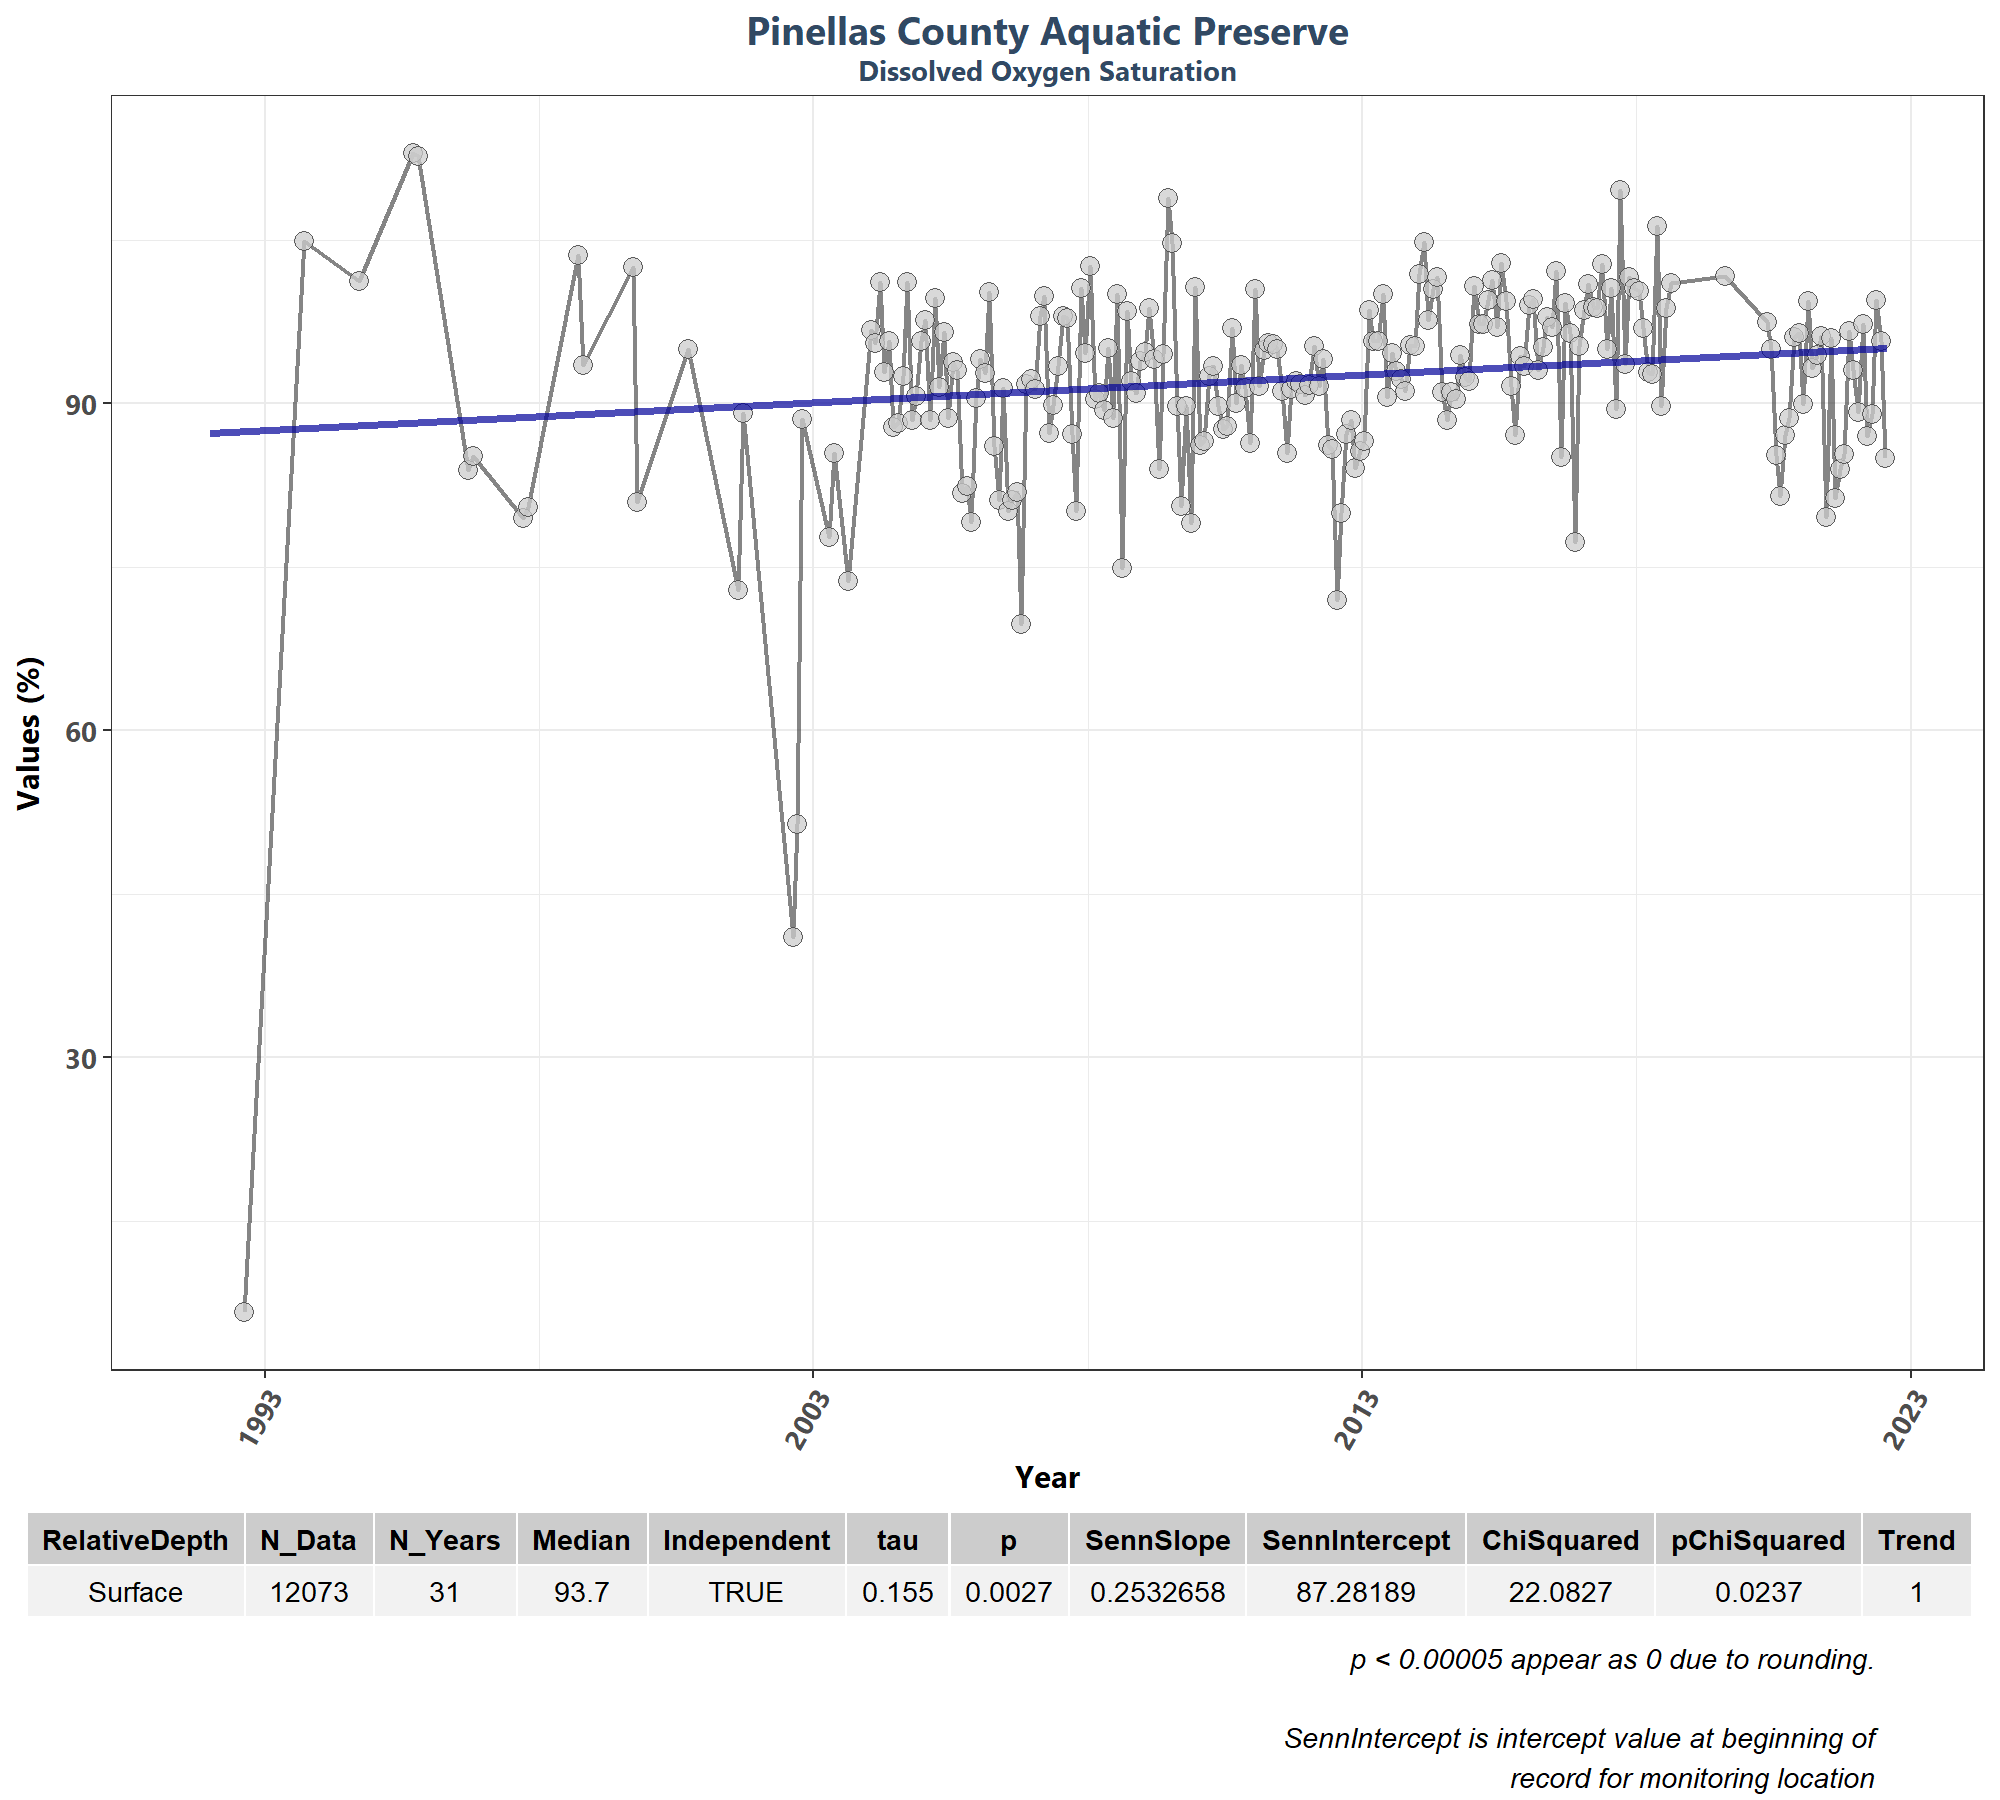 Pinellas County Aquatic Preserve
Dissolved Oxygen Saturation
Values (%)
90
60
30
1993 2003 2013 2023
Year
RelativeDepth N_Data N_Years Median Independent tau p SennSlope SennIntercept ChiSquared pChiSquared Trend
Surface 12073 31 93.7 TRUE 0.155 0.0027 0.2532658 87.28189 22.0827 0.0237 1
p < 0.00005 appear as 0 due to rounding.
SennIntercept is intercept value at beginning of
record for monitoring location